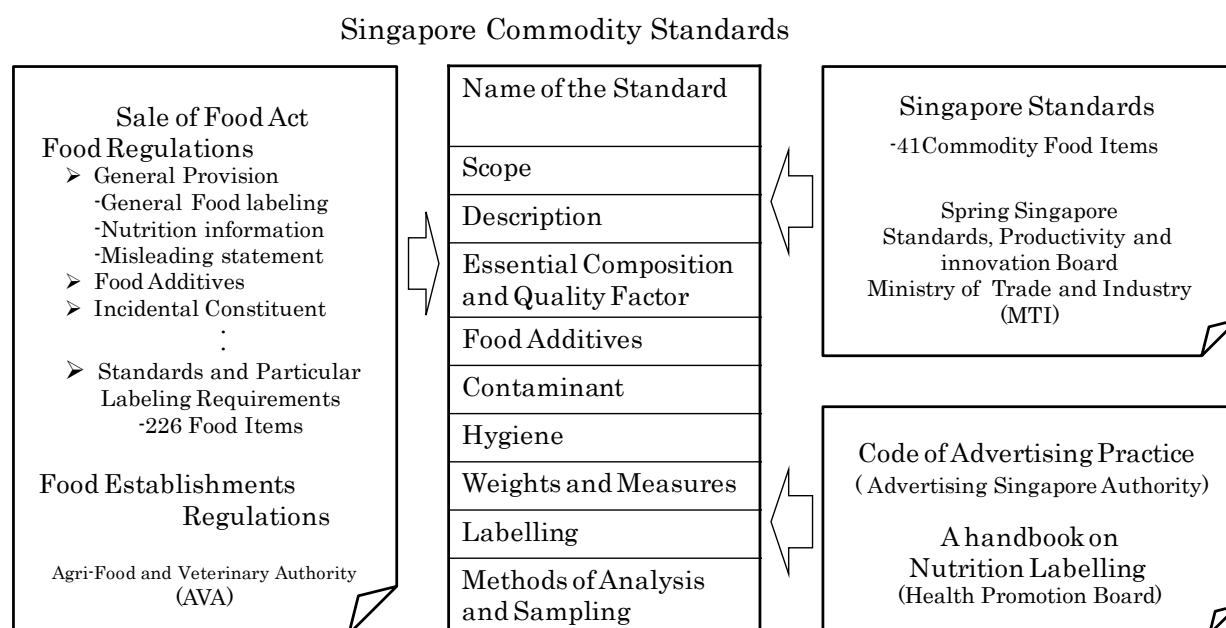 Singapore Commodity Standards
Sale of Food Act
Food Regulations
➢ General Provision
-General Food labeling
-Nutrition information
-Misleading statement
➢ Food Additives
➢ Incidental Constituent
:
➢ Standards and Particular
Labeling Requirements
-226 Food Items
Food Establishments
Regulations
Agri-Food and Veterinary Authority
(AVA)
Name of the Standard
Scope
Description
Essential Composition
and Quality Factor
Food Additives
Contaminant
Hygiene
Weights and Measures
Labelling
Methods of Analysis
and Sampling
Singapore Standards
-41Commodity Food Items
Spring Singapore
Standards, Productivity and
innovation Board
Ministry of Trade and Industry
(MTI)
Code of Advertising Practice
( Advertising Singapore Authority)
A handbook on
Nutrition Labelling
(Health Promotion Board)